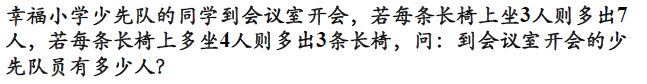 幸福小学少先队的同学到会议室开会，若每条长椅上坐3人则多出7
人，若每条长椅上多坐4人则多出3条长椅，问：到会议室开会的少
先队员有多少人？